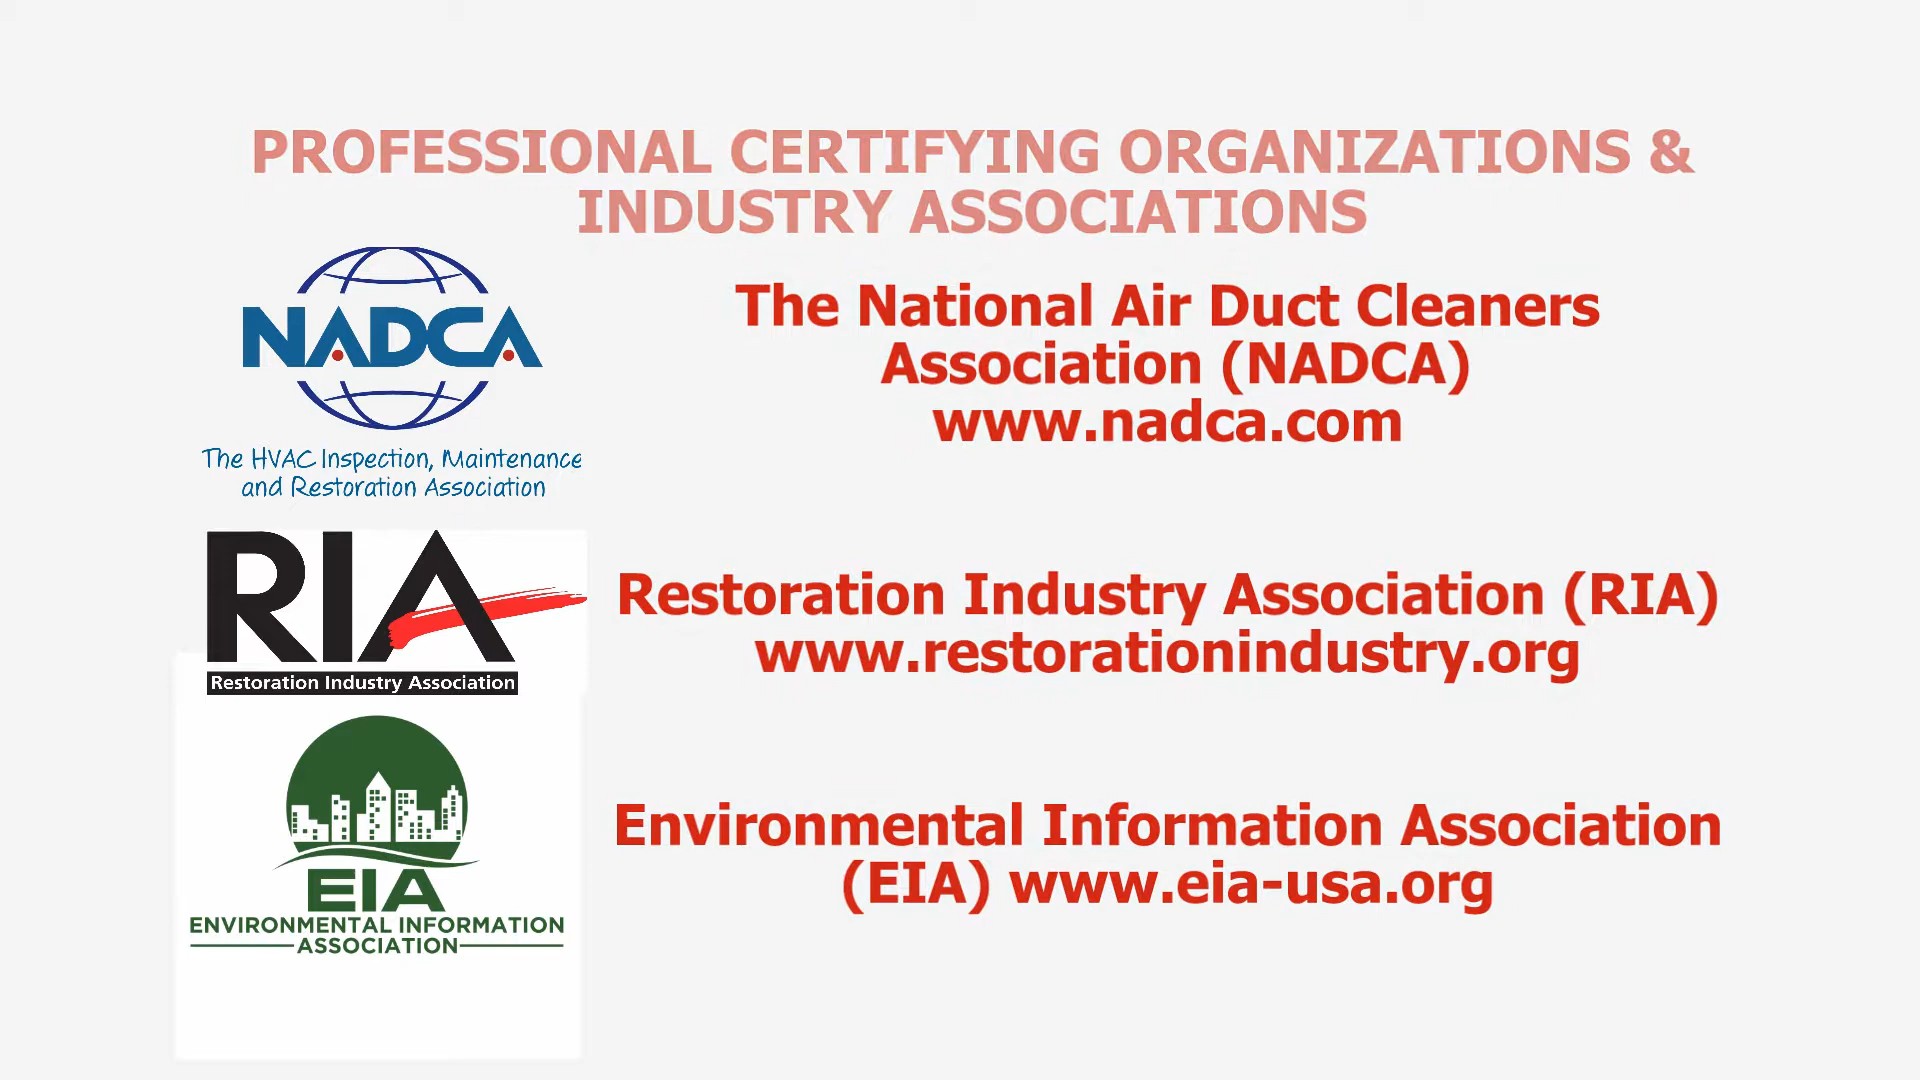 PROFESSIONAL CERTIFYING ORGANIZATIONS &
INDUSTRY ASSOCIATIONS
NADCA
The HVAC Inspection, Maintenance
and Restoration Association
The National Air Duct Cleaners
Association (NADCA)
www.nadca.com
RIA
Restoration Industry Association
Restoration Industry Association (RIA)
www.restorationindustry.org
EIA
ENVIRONMENTAL INFORMATION
ASSOCIATION
Environmental Information Association
(EIA) www.eia-usa.org